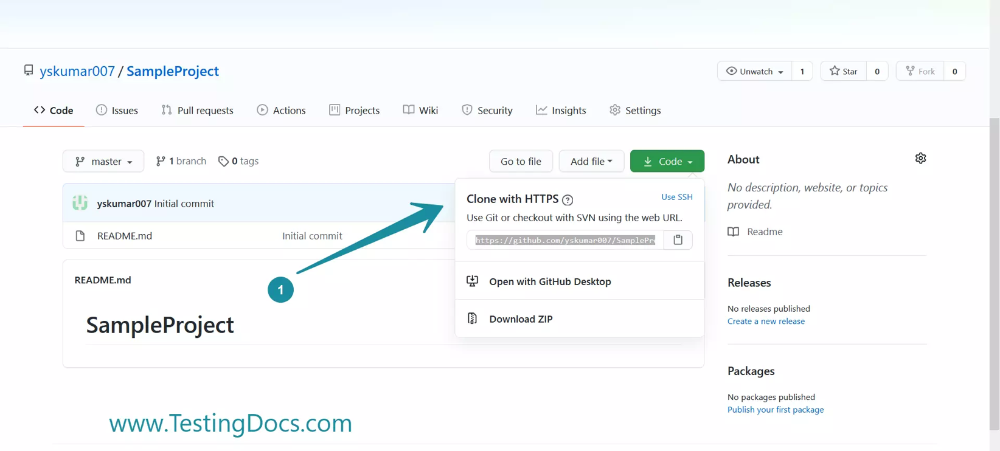 yskumar007 / SampleProject
Unwatch 1 Star 0 Fork 0
Code Issues Pull requests Actions Projects Wiki Security Insights Settings
master 1 branch 0 tags Go to file Add file Code
yskumar007 Initial commit
README.md Initial commit
README.md
SampleProject
1
Clone with HTTPS ? Use SSH
Use Git or checkout with SVN using the web URL.
https://github.com/yskumar007/SamplePr
Open with GitHub Desktop
Download ZIP
About
No description, website, or topics
provided.
Readme
Releases
No releases published
Create a new release
Packages
No packages published
Publish your first package
www.TestingDocs.com